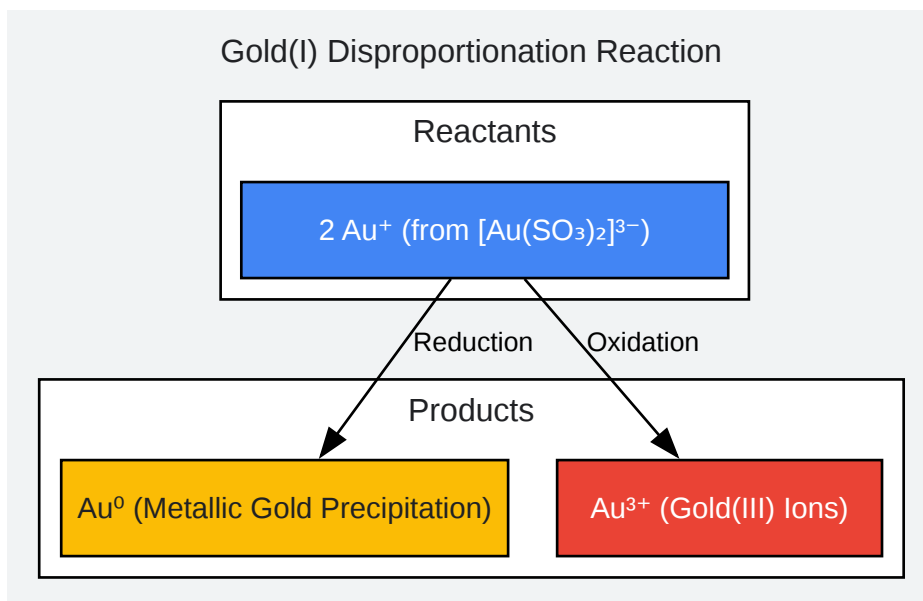 Gold(I) Disproportionation Reaction
Reactants
2 Au⁺ (from [Au(SO₃)₂]³⁻)
Reduction
Oxidation
Products
Au⁰ (Metallic Gold Precipitation)
Au³⁺ (Gold(III) Ions)